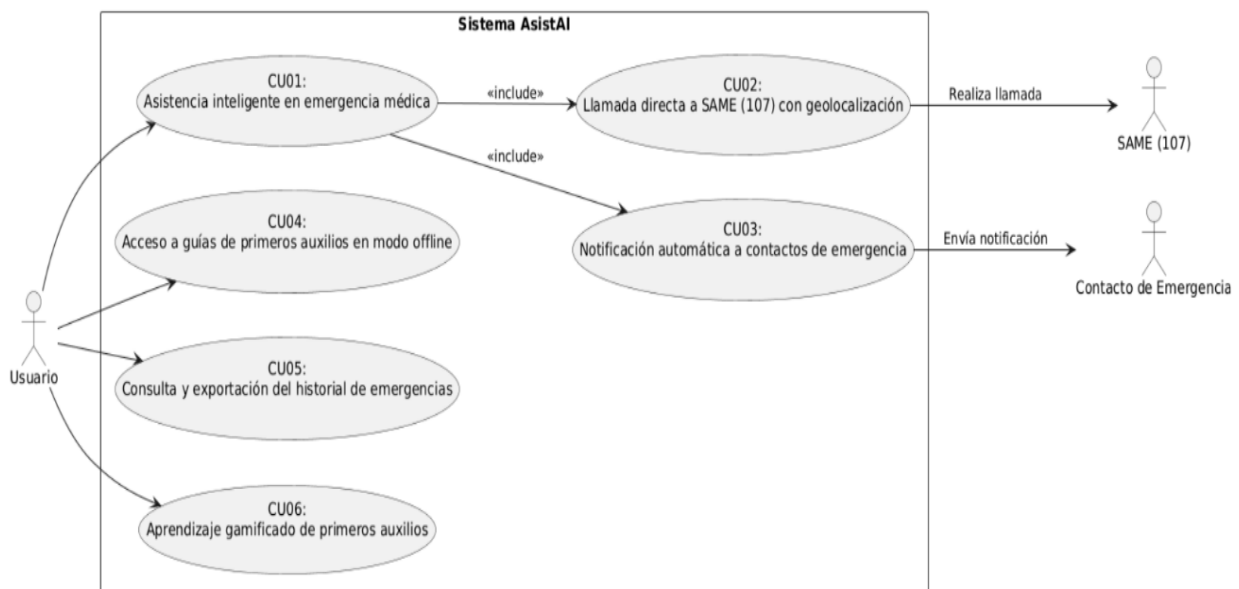 Sistema AsistAI
CU01:
Asistencia inteligente en emergencia médica
«include»
CU02:
Llamada directa a SAME (107) con geolocalización
Realiza llamada
SAME (107)
«include»
CU04:
Acceso a guías de primeros auxilios en modo offline
CU03:
Notificación automática a contactos de emergencia
Envía notificación
Contacto de Emergencia
Usuario
CU05:
Consulta y exportación del historial de emergencias
CU06:
Aprendizaje gamificado de primeros auxilios